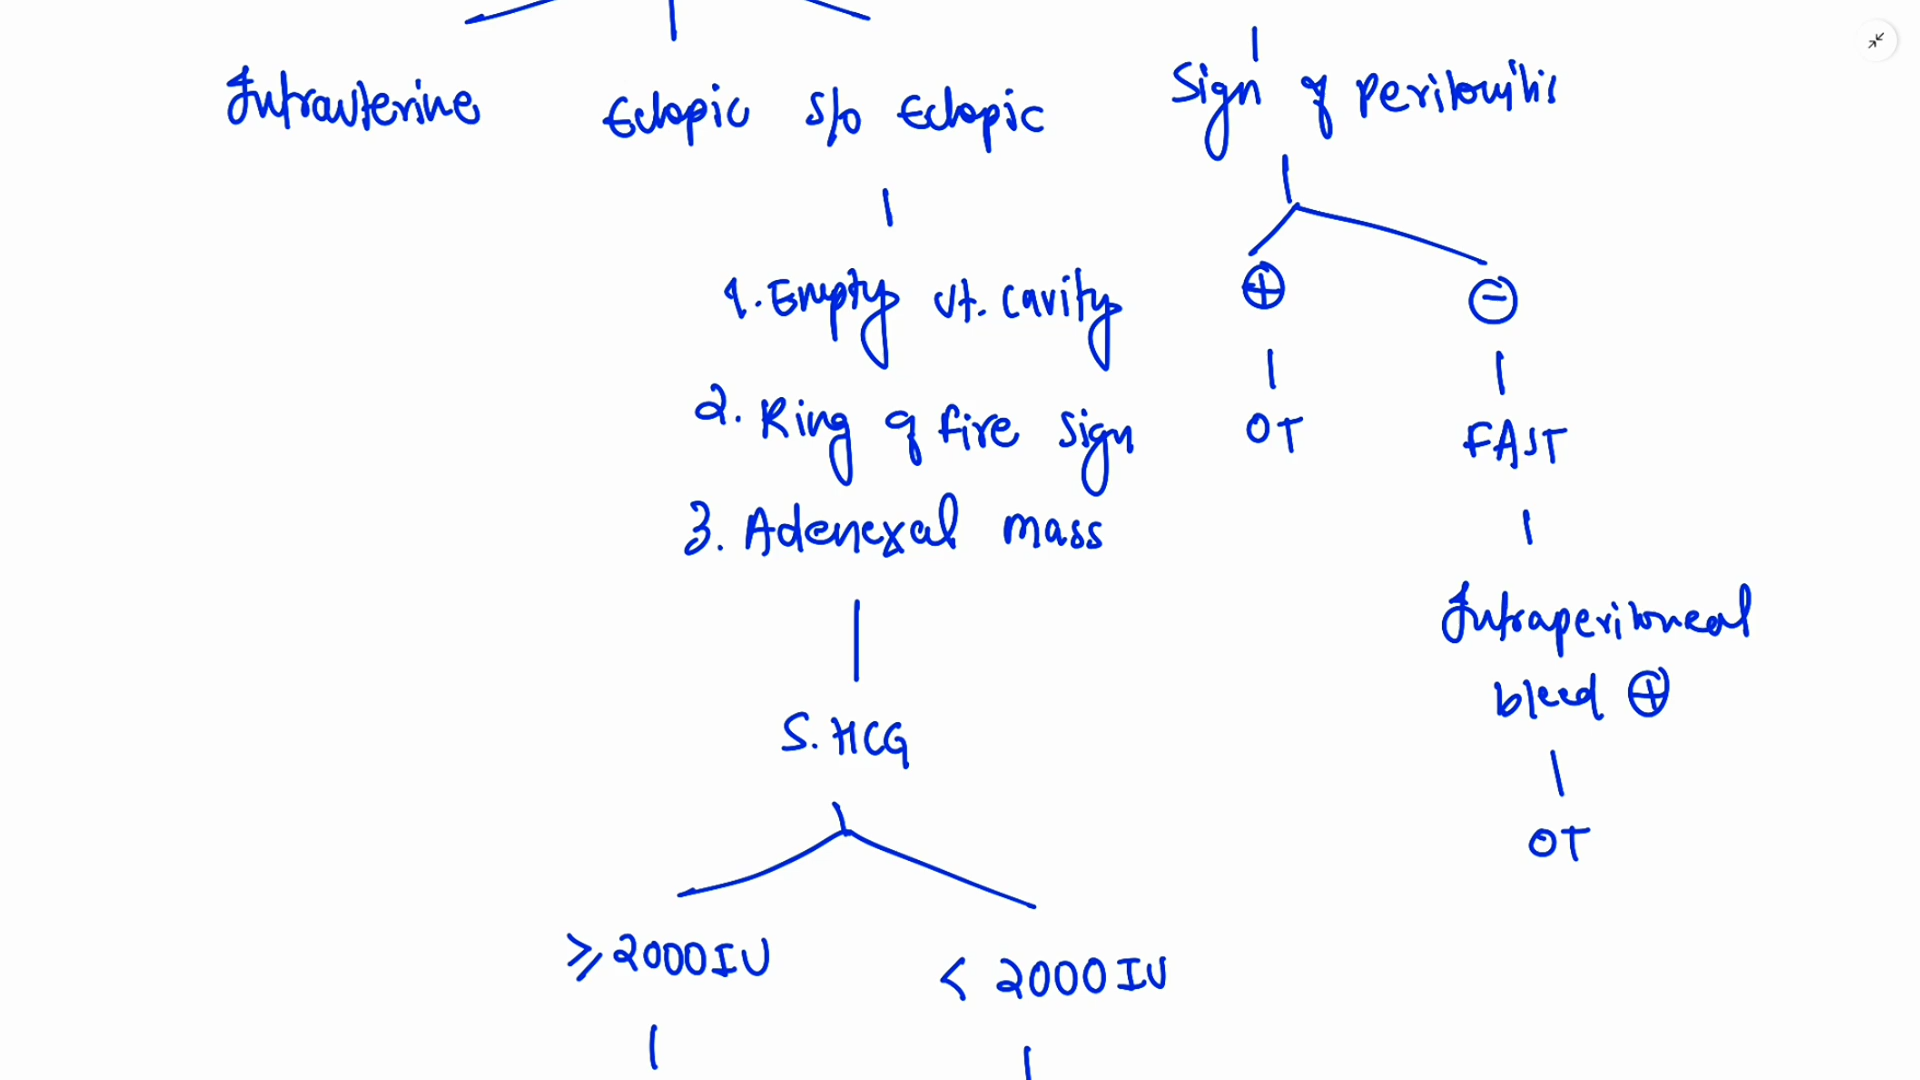 Intrauterine
Ectopic
S/o Ectopic
1. Empty ut. cavity
2. Ring of fire sign
3. Adenexal mass
S. HCG
≥ 2000 IU
< 2000 IU
Sign of peritonitis
⊕
⊖
OT
FAST
Intraperitoneal
bleed ⊕
OT